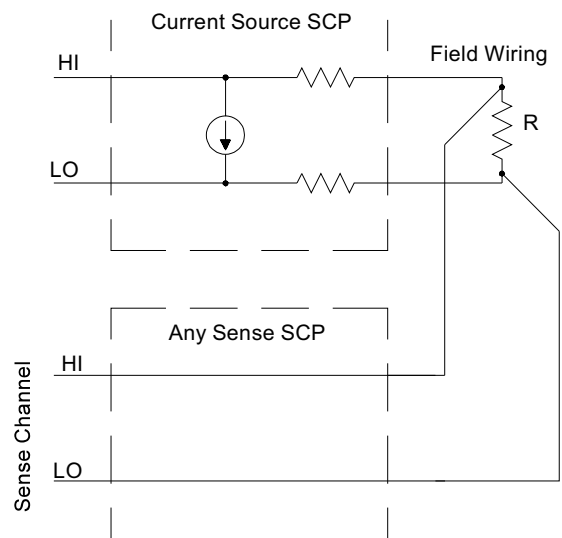 Current Source SCP
HI
Field Wiring
R
LO
Any Sense SCP
HI
LO
Sense Channel